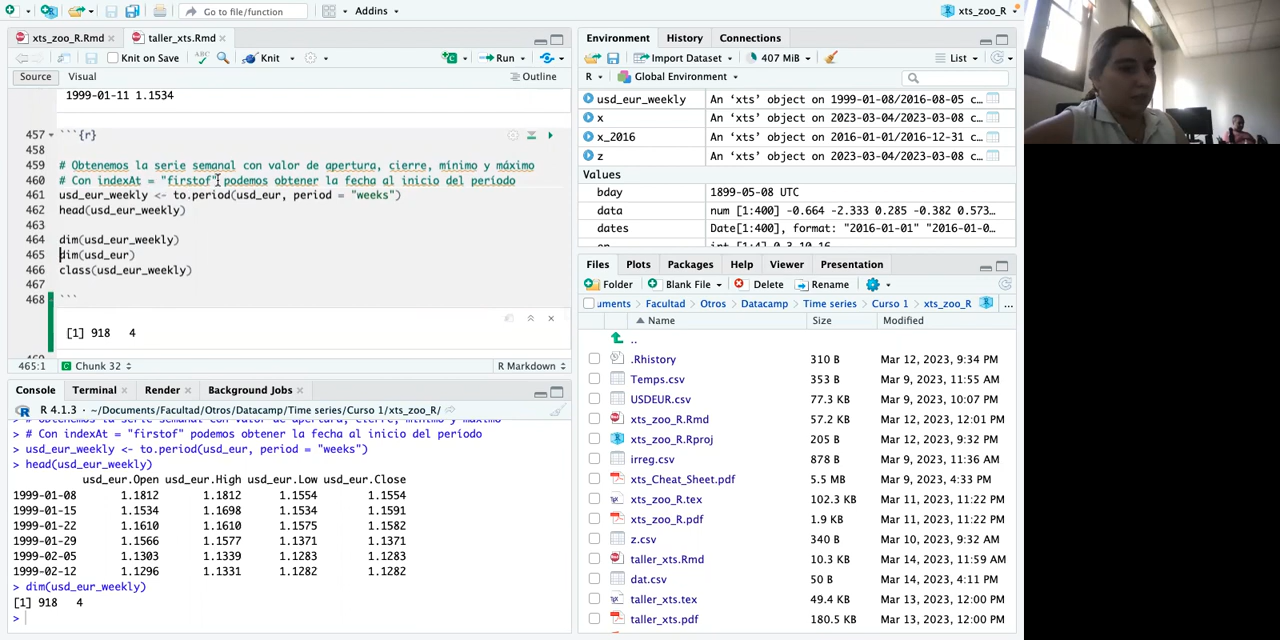 Go to file/function
Addins
xts_zoo_R
xts_zoo_R.Rmd
taller_xts.Rmd
Knit on Save
ABC
Knit
Run
Source
Visual
Outline
1999-01-11 1.1534
457
```{r}
458
459
# Obtenemos la serie semanal con valor de apertura, cierre, mínimo y máximo
460
# Con indexAt = "firstof" podemos obtener la fecha al inicio del período
461
usd_eur_weekly <- to.period(usd_eur, period = "weeks")
462
head(usd_eur_weekly)
463
464
dim(usd_eur_weekly)
465
dim(usd_eur)
466
class(usd_eur_weekly)
467
468
```
[1] 918 4
465:1
Chunk 32
R Markdown
Console
Terminal
Render
Background Jobs
R 4.1.3 · ~/Documents/Facultad/Otros/Datacamp/Time series/Curso 1/xts_zoo_R/
> # Obtenemos la serie semanal con valor de apertura, cierre, mínimo y máximo
> # Con indexAt = "firstof" podemos obtener la fecha al inicio del período
> usd_eur_weekly <- to.period(usd_eur, period = "weeks")
> head(usd_eur_weekly)
usd_eur.Open usd_eur.High usd_eur.Low usd_eur.Close
1999-01-08 1.1812 1.1812 1.1554 1.1554
1999-01-15 1.1534 1.1698 1.1534 1.1591
1999-01-22 1.1610 1.1610 1.1575 1.1582
1999-01-29 1.1566 1.1577 1.1371 1.1371
1999-02-05 1.1303 1.1339 1.1283 1.1283
1999-02-12 1.1296 1.1331 1.1282 1.1282
> dim(usd_eur_weekly)
[1] 918 4
>
Environment
History
Connections
Import Dataset
407 MiB
List
R
Global Environment
usd_eur_weekly An 'xts' object on 1999-01-08/2016-08-05 c…
x An 'xts' object on 2023-03-04/2023-03-08 c…
x_2016 An 'xts' object on 2016-01-01/2016-12-31 c…
z An 'xts' object on 2023-03-04/2023-03-08 c…
Values
bday 1899-05-08 UTC
data num [1:400] -0.664 -2.333 0.285 -0.382 0.573…
dates Date[1:400], format: "2016-01-01" "2016-01-0…
en int [1:4] 0 3 10 16
Files
Plots
Packages
Help
Viewer
Presentation
Folder
Blank File
Delete
Rename
uments
Facultad
Otros
Datacamp
Time series
Curso 1
xts_zoo_R
...
Name Size Modified
..
.Rhistory 310 B Mar 12, 2023, 9:34 PM
Temps.csv 353 B Mar 9, 2023, 11:55 AM
USDEUR.csv 77.3 KB Mar 9, 2023, 10:07 PM
xts_zoo_R.Rmd 57.2 KB Mar 12, 2023, 12:01 PM
xts_zoo_R.Rproj 205 B Mar 12, 2023, 9:32 PM
irreg.csv 878 B Mar 9, 2023, 11:36 AM
xts_Cheat_Sheet.pdf 5.5 MB Mar 9, 2023, 4:33 PM
xts_zoo_R.tex 102.3 KB Mar 11, 2023, 11:22 PM
xts_zoo_R.pdf 1.9 KB Mar 11, 2023, 11:22 PM
z.csv 340 B Mar 10, 2023, 9:32 AM
taller_xts.Rmd 10.3 KB Mar 14, 2023, 11:59 AM
dat.csv 50 B Mar 14, 2023, 4:11 PM
taller_xts.tex 49.4 KB Mar 13, 2023, 12:00 PM
taller_xts.pdf 180.5 KB Mar 13, 2023, 12:00 PM